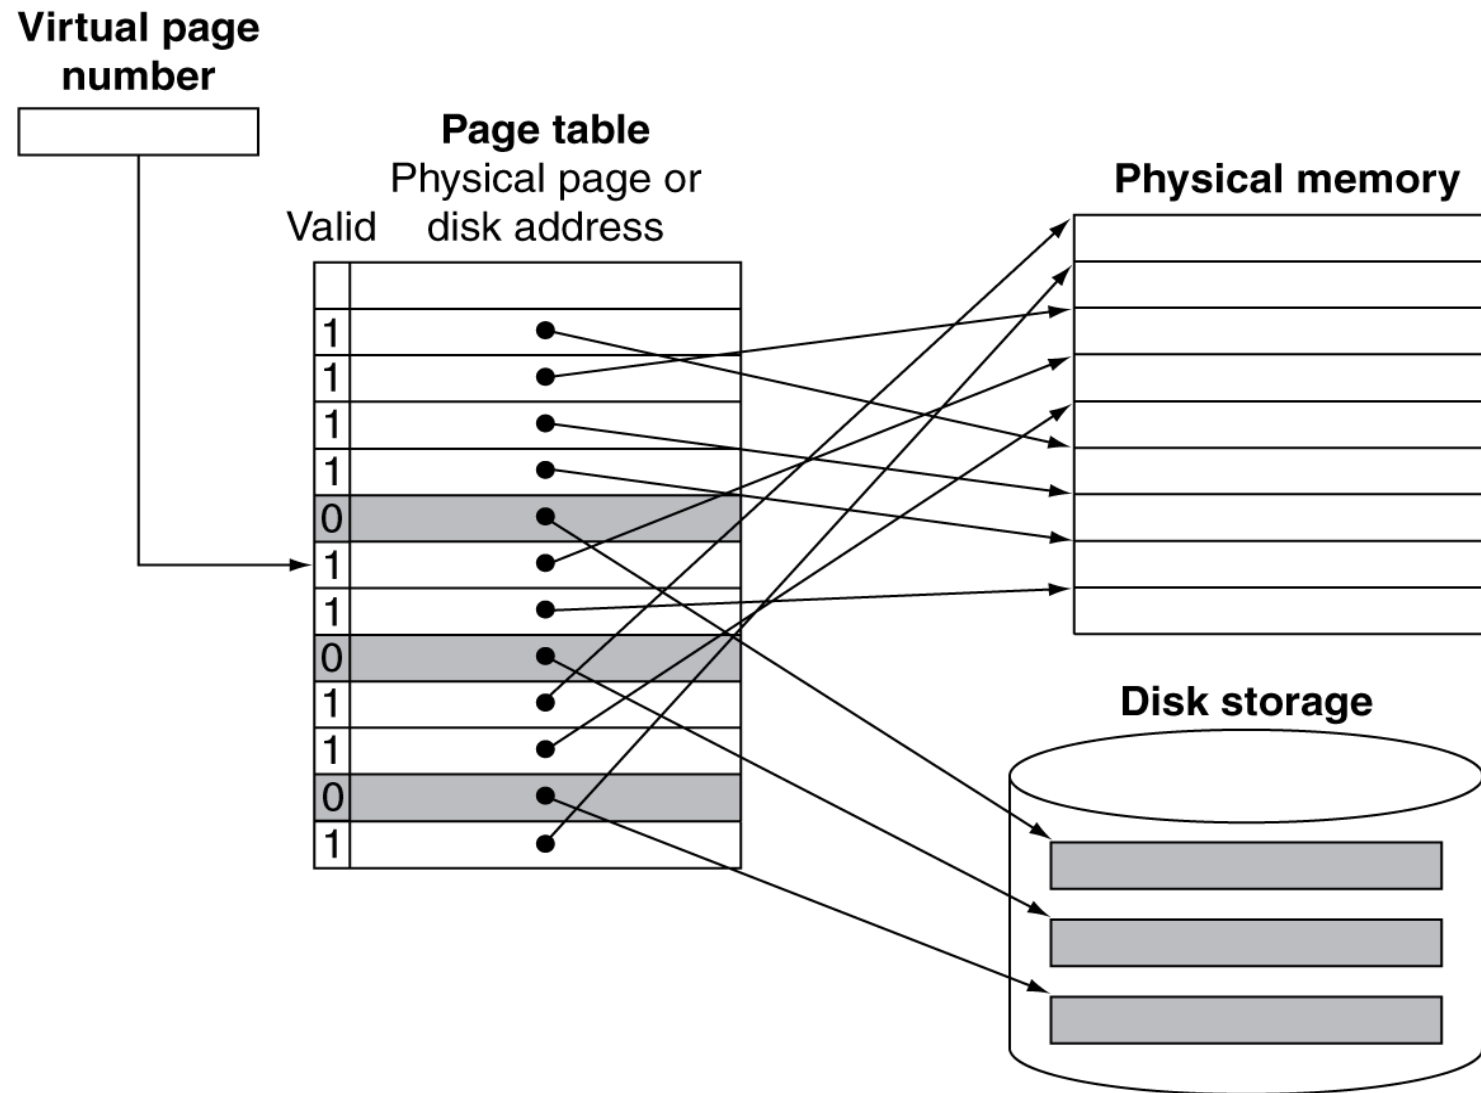 Virtual page
number
Page table
Physical page or
disk address
Valid
1
1
1
1
0
1
1
0
1
1
0
1
Physical memory
Disk storage